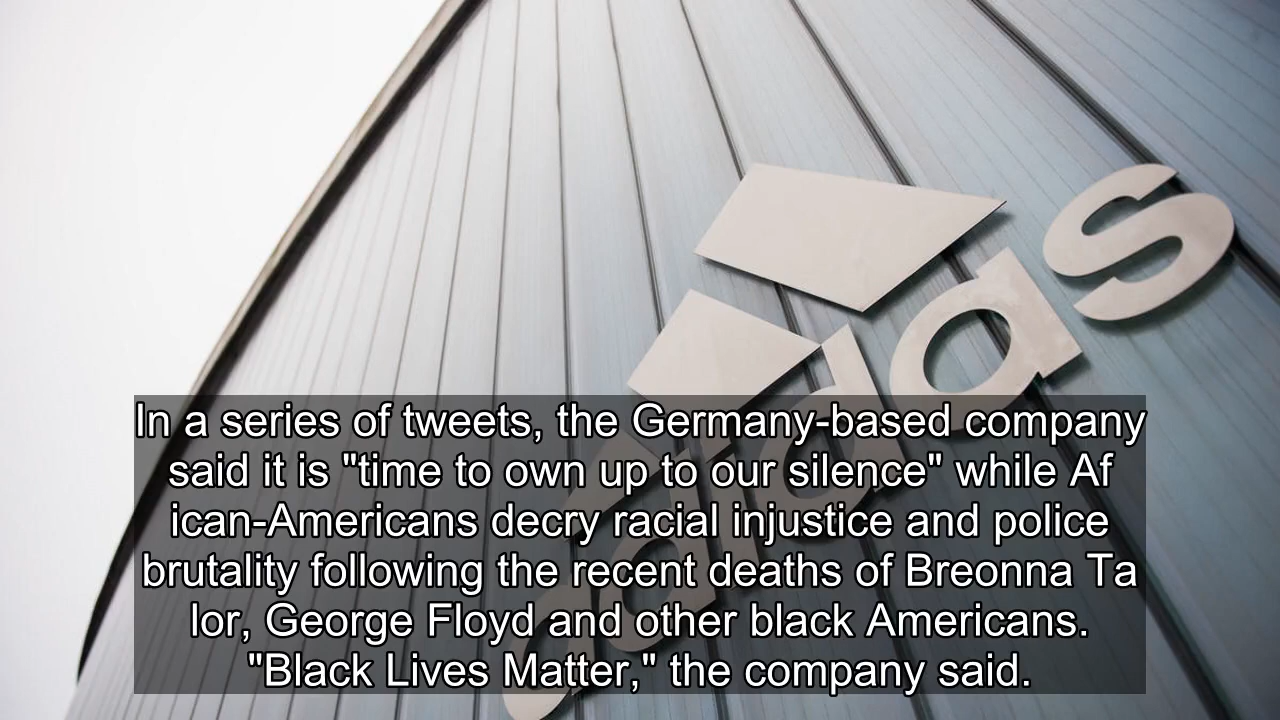 adidas
In a series of tweets, the Germany-based company
said it is "time to own up to our silence" while Af
ican-Americans decry racial injustice and police
brutality following the recent deaths of Breonna Ta
lor, George Floyd and other black Americans.
"Black Lives Matter," the company said.